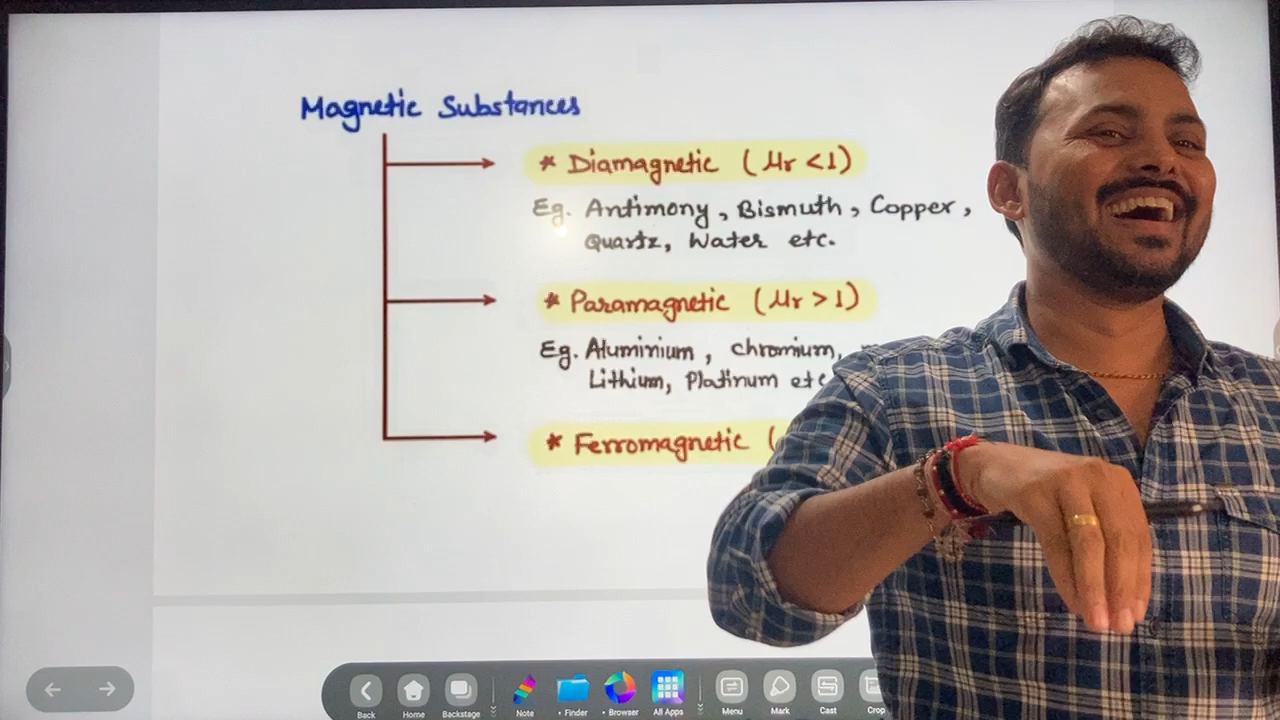 Magnetic Substances
* Diamagnetic (μr <1)
Eg. Antimony, Bismuth, Copper,
Quartz, Water etc.
* Paramagnetic (μr >1)
Eg. Aluminium, chromium,
Lithium, Platinum etc
* Ferromagnetic (
Back Home Backstage Note • Finder • Browser All Apps Menu Mark Cast Crop